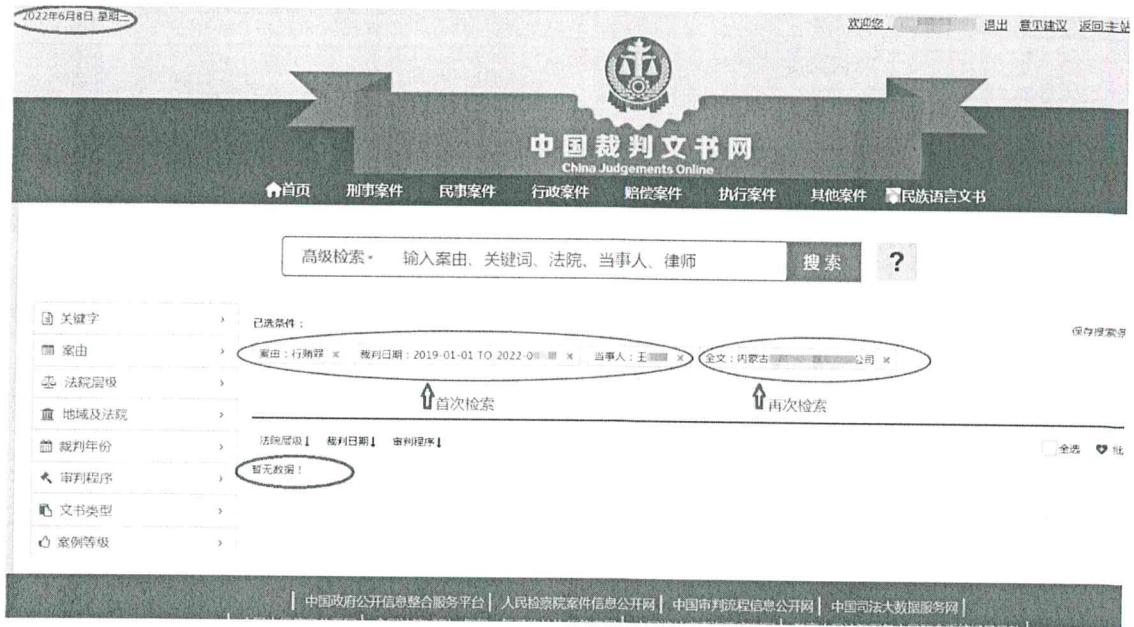 2022年6月8日 星期三
欢迎您， 退出 意见建议 返回主站
中国裁判文书网
China Judgements Online
首页 刑事案件 民事案件 行政案件 赔偿案件 执行案件 其他案件 民族语言文书
高级检索 输入案由、关键词、法院、当事人、律师 搜索 ?
关键字
案由
法院层级
地域及法院
裁判年份
审判程序
文书类型
案例等级
已选条件：
保存搜索条
案由：行贿罪 × 裁判日期：2019-01-01 TO 2022-0 × 当事人：王 × 全文：内蒙古 公司 ×
首次检索 再次检索
法院层级 裁判日期 审判程序
全选 批
暂无数据！
中国政府公开信息整合服务平台 | 人民检察院案件信息公开网 | 中国审判流程信息公开网 | 中国司法大数据服务网 |